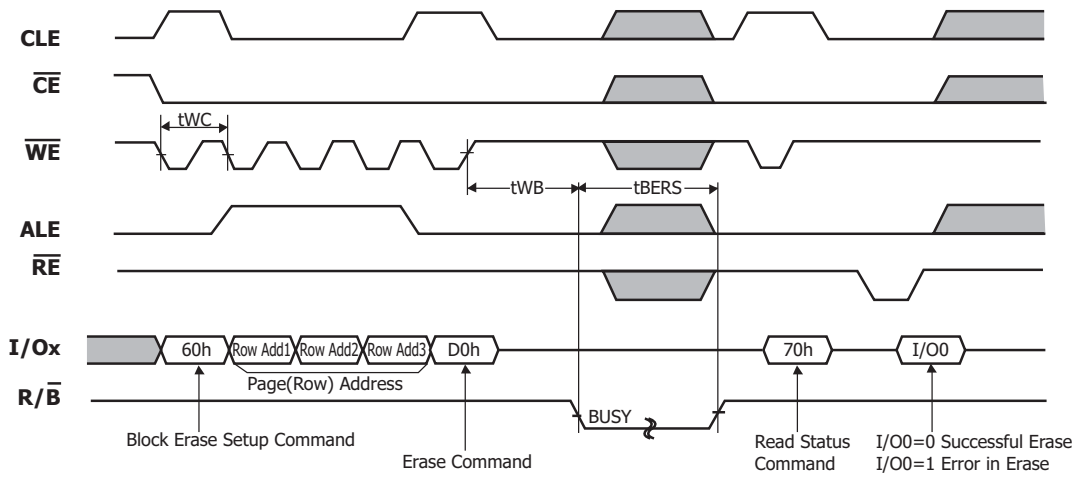 CLE
CE
tWC
WE
tWB
tBERS
ALE
RE
I/Ox
60h
Row Add1
Row Add2
Row Add3
D0h
70h
I/O0
Page(Row) Address
R/B
BUSY
Block Erase Setup Command
Erase Command
Read Status
Command
I/O0=0 Successful Erase
I/O0=1 Error in Erase